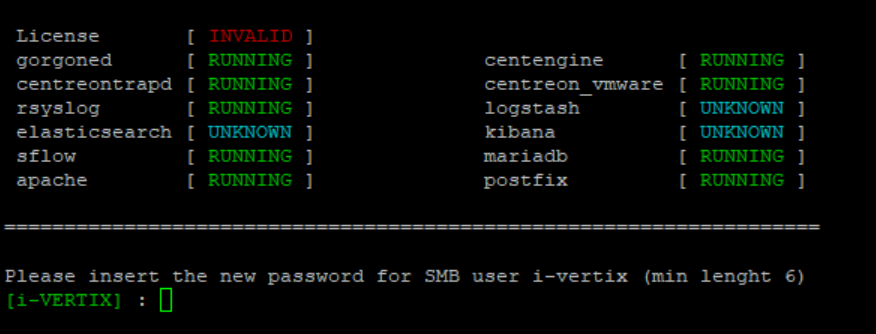 License [ INVALID ]
gorgoned [ RUNNING ] centengine [ RUNNING ]
centreontrapd [ RUNNING ] centreon_vmware [ RUNNING ]
rsyslog [ RUNNING ] logstash [ UNKNOWN ]
elasticsearch [ UNKNOWN ] kibana [ UNKNOWN ]
sflow [ RUNNING ] mariadb [ RUNNING ]
apache [ RUNNING ] postfix [ RUNNING ]
====================================================================
Please insert the new password for SMB user i-vertix (min lenght 6)
[i-VERTIX] :